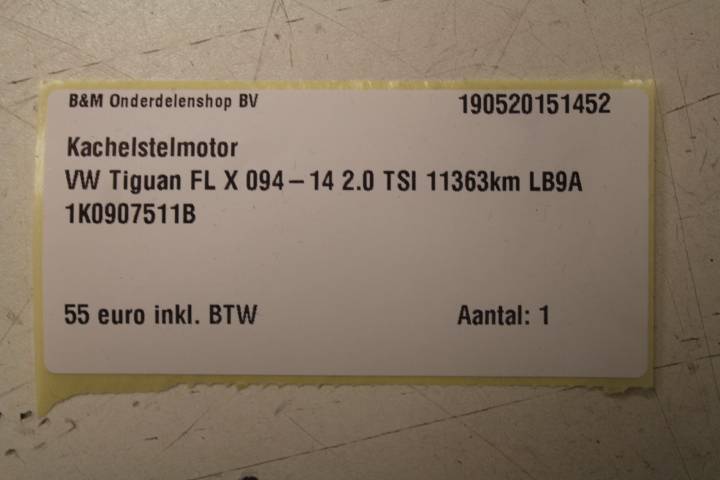 B&M Onderdelenshop BV 190520151452
Kachelstelmotor
VW Tiguan FL X 094-14 2.0 TSI 11363km LB9A
1K0907511B
55 euro inkl. BTW Aantal: 1